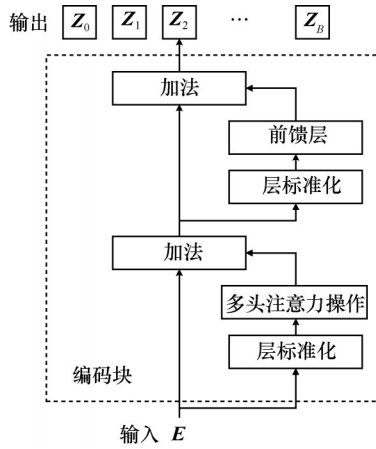 输出 Z₀ Z₁ Z₂ ··· Z_B
加法
前馈层
层标准化
加法
多头注意力操作
层标准化
编码块
输入 E